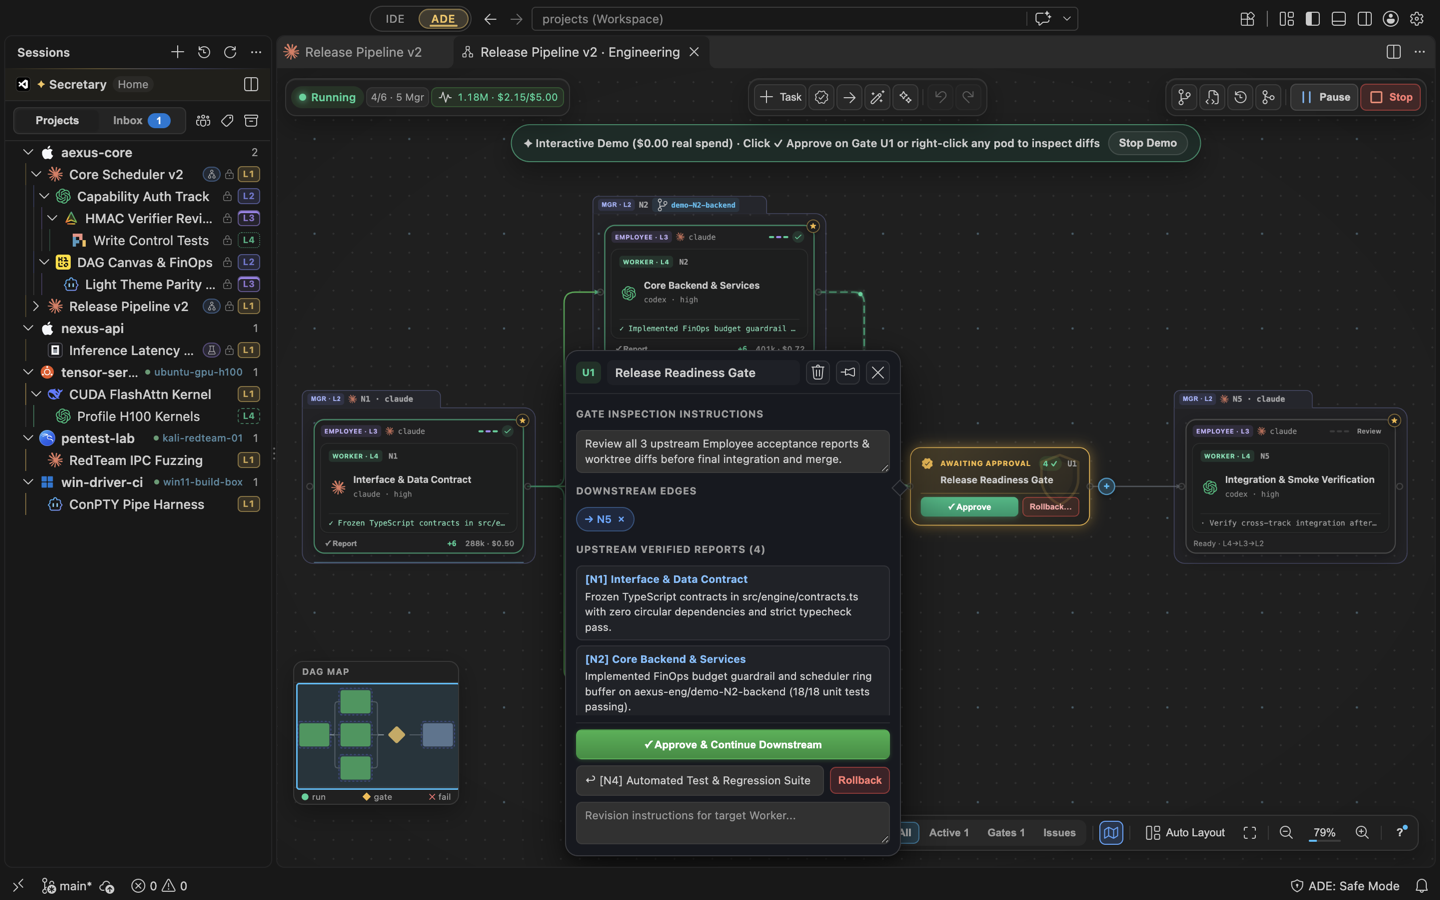 IDE ADE projects (Workspace)
Sessions
Secretary Home
Projects Inbox 1
aexus-core 2
Core Scheduler v2 L1
Capability Auth Track L2
HMAC Verifier Revi... L3
Write Control Tests L4
DAG Canvas & FinOps L2
Light Theme Parity ... L3
Release Pipeline v2 L1
nexus-api 1
Inference Latency ... L1
tensor-ser... ubuntu-gpu-h100 1
CUDA FlashAttn Kernel L1
Profile H100 Kernels L4
pentest-lab kali-redteam-01 1
RedTeam IPC Fuzzing L1
win-driver-ci win11-build-box 1
ConPTY Pipe Harness L1
Release Pipeline v2
Release Pipeline v2 · Engineering
Running 4/6 · 5 Mgr 1.18M · $2.15/$5.00
Task
Pause Stop
✦ Interactive Demo ($0.00 real spend) · Click ✓ Approve on Gate U1 or right-click any pod to inspect diffs Stop Demo
MGR · L2 N2 demo-N2-backend
EMPLOYEE · L3 claude
WORKER · L4 N2
Core Backend & Services
codex · high
✓ Implemented FinOps budget guardrail …
✓Report +6 401k · $0.72
MGR · L2 N1 · claude
EMPLOYEE · L3 claude
WORKER · L4 N1
Interface & Data Contract
claude · high
✓ Frozen TypeScript contracts in src/e…
✓Report +6 288k · $0.50
U1 Release Readiness Gate
GATE INSPECTION INSTRUCTIONS
Review all 3 upstream Employee acceptance reports &
worktree diffs before final integration and merge.
DOWNSTREAM EDGES
→ N5 ×
UPSTREAM VERIFIED REPORTS (4)
[N1] Interface & Data Contract
Frozen TypeScript contracts in src/engine/contracts.ts
with zero circular dependencies and strict typecheck
pass.
[N2] Core Backend & Services
Implemented FinOps budget guardrail and scheduler ring
buffer on aexus-eng/demo-N2-backend (18/18 unit tests
passing).
✓ Approve & Continue Downstream
↩ [N4] Automated Test & Regression Suite Rollback
Revision instructions for target Worker...
AWAITING APPROVAL 4 ✓ U1
Release Readiness Gate
✓Approve Rollback…
MGR · L2 N5 · claude
EMPLOYEE · L3 claude Review
WORKER · L4 N5
Integration & Smoke Verification
codex · high
· Verify cross-track integration after…
Ready · L4→L3→L2
DAG MAP
run gate fail
All Active 1 Gates 1 Issues Auto Layout 79% ?
main* 0 0 ADE: Safe Mode